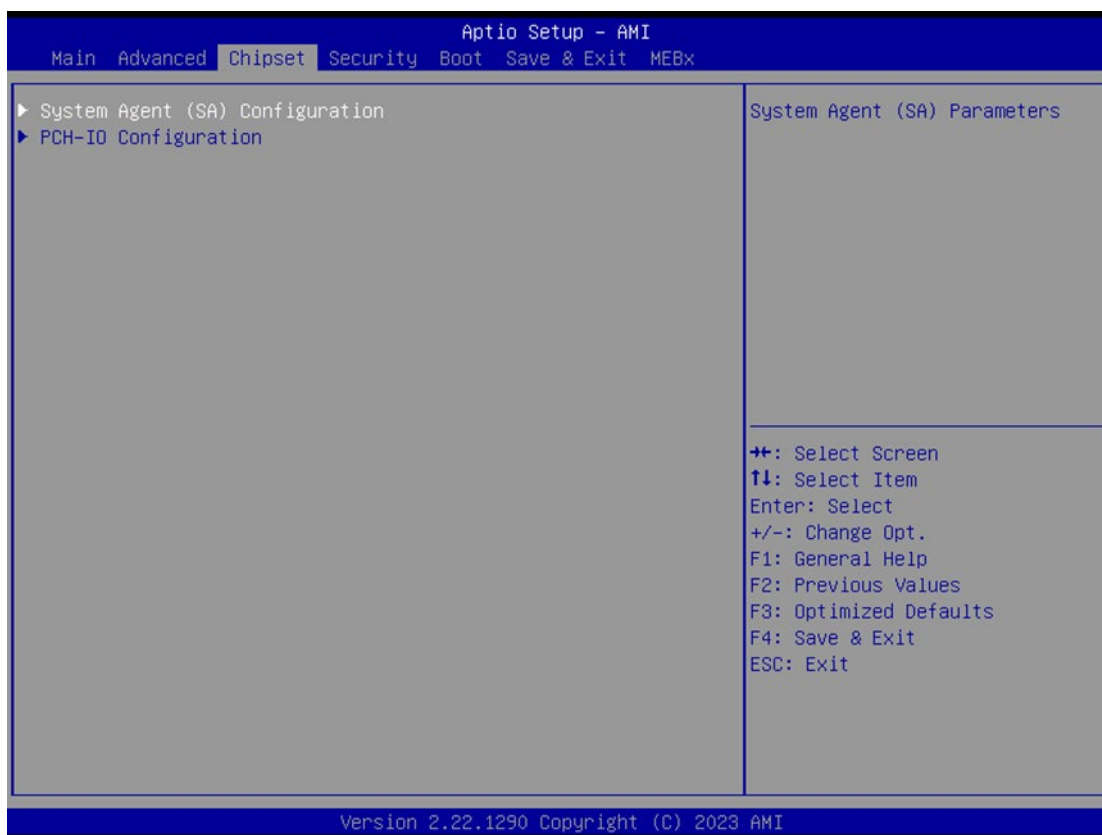 Aptio Setup – AMI
Main Advanced Chipset Security Boot Save & Exit MEBx
▶ System Agent (SA) Configuration
▶ PCH-IO Configuration
System Agent (SA) Parameters
→←: Select Screen
↑↓: Select Item
Enter: Select
+/-: Change Opt.
F1: General Help
F2: Previous Values
F3: Optimized Defaults
F4: Save & Exit
ESC: Exit
Version 2.22.1290 Copyright (C) 2023 AMI